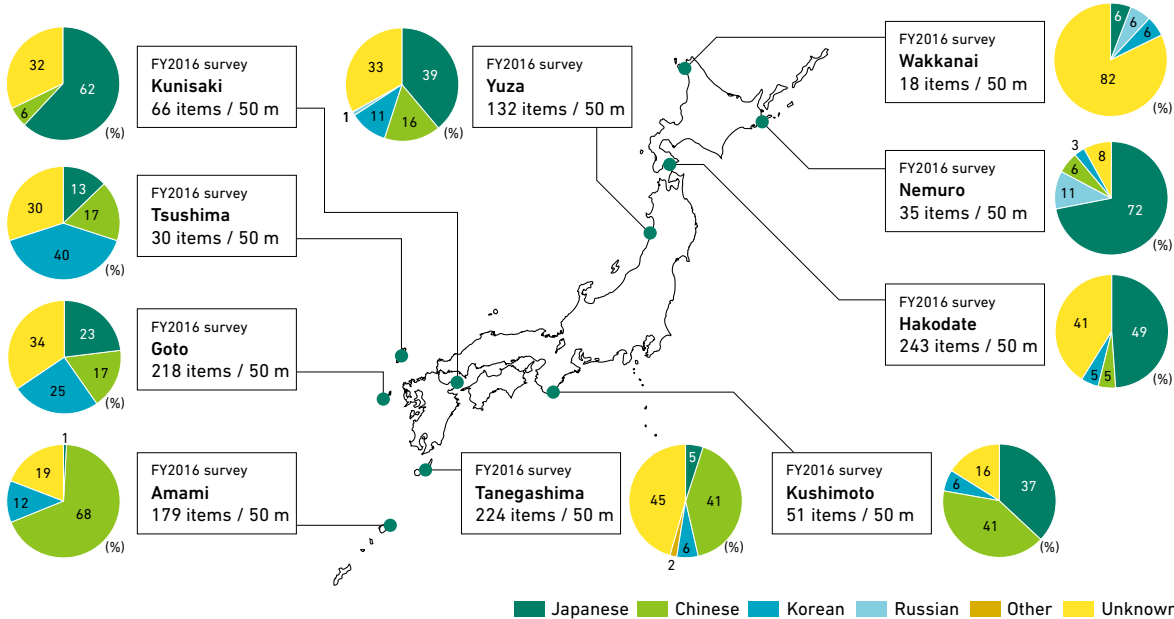 32
62
6
(%)
FY2016 survey
Kunisaki
66 items / 50 m
33
39
1
11
16
(%)
FY2016 survey
Yuza
132 items / 50 m
FY2016 survey
Wakkanai
18 items / 50 m
6
6
6
82
(%)
13
30
17
40
(%)
FY2016 survey
Tsushima
30 items / 50 m
FY2016 survey
Nemuro
35 items / 50 m
3
8
6
11
72
(%)
23
34
17
25
(%)
FY2016 survey
Goto
218 items / 50 m
FY2016 survey
Hakodate
243 items / 50 m
41
49
5
5
(%)
1
19
12
68
(%)
FY2016 survey
Amami
179 items / 50 m
FY2016 survey
Tanegashima
224 items / 50 m
5
45
41
6
2
(%)
FY2016 survey
Kushimoto
51 items / 50 m
16
6
37
41
(%)
Japanese Chinese Korean Russian Other Unknown